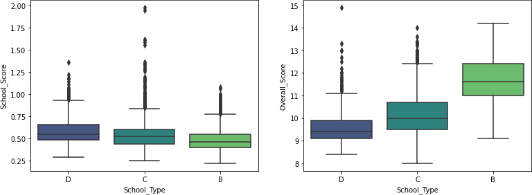 2.00
1.75
1.50
1.25
1.00
0.75
0.50
0.25
School_Score
D C B
School_Type
15
14
13
12
11
10
9
8
Overall_Score
D C B
School_Type